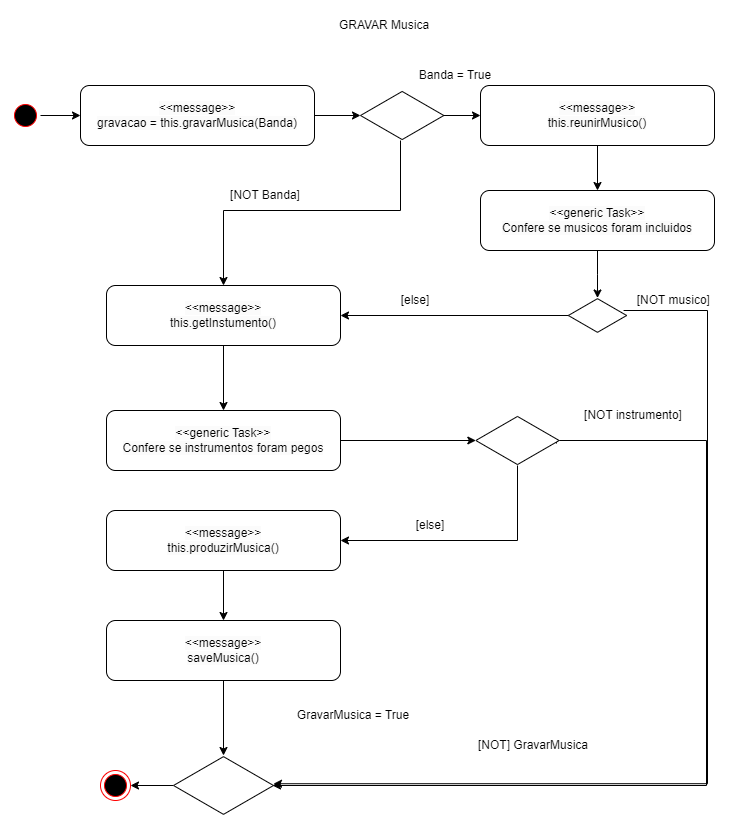 GRAVAR Musica
Banda = True
<<message>>
gravacao = this.gravarMusica(Banda)
<<message>>
this.reunirMusico()
[NOT Banda]
<<generic Task>>
Confere se musicos foram incluidos
<<message>>
this.getInstumento()
[else]
[NOT musico]
<<generic Task>>
Confere se instrumentos foram pegos
[NOT instrumento]
<<message>>
this.produzirMusica()
[else]
<<message>>
saveMusica()
GravarMusica = True
[NOT] GravarMusica